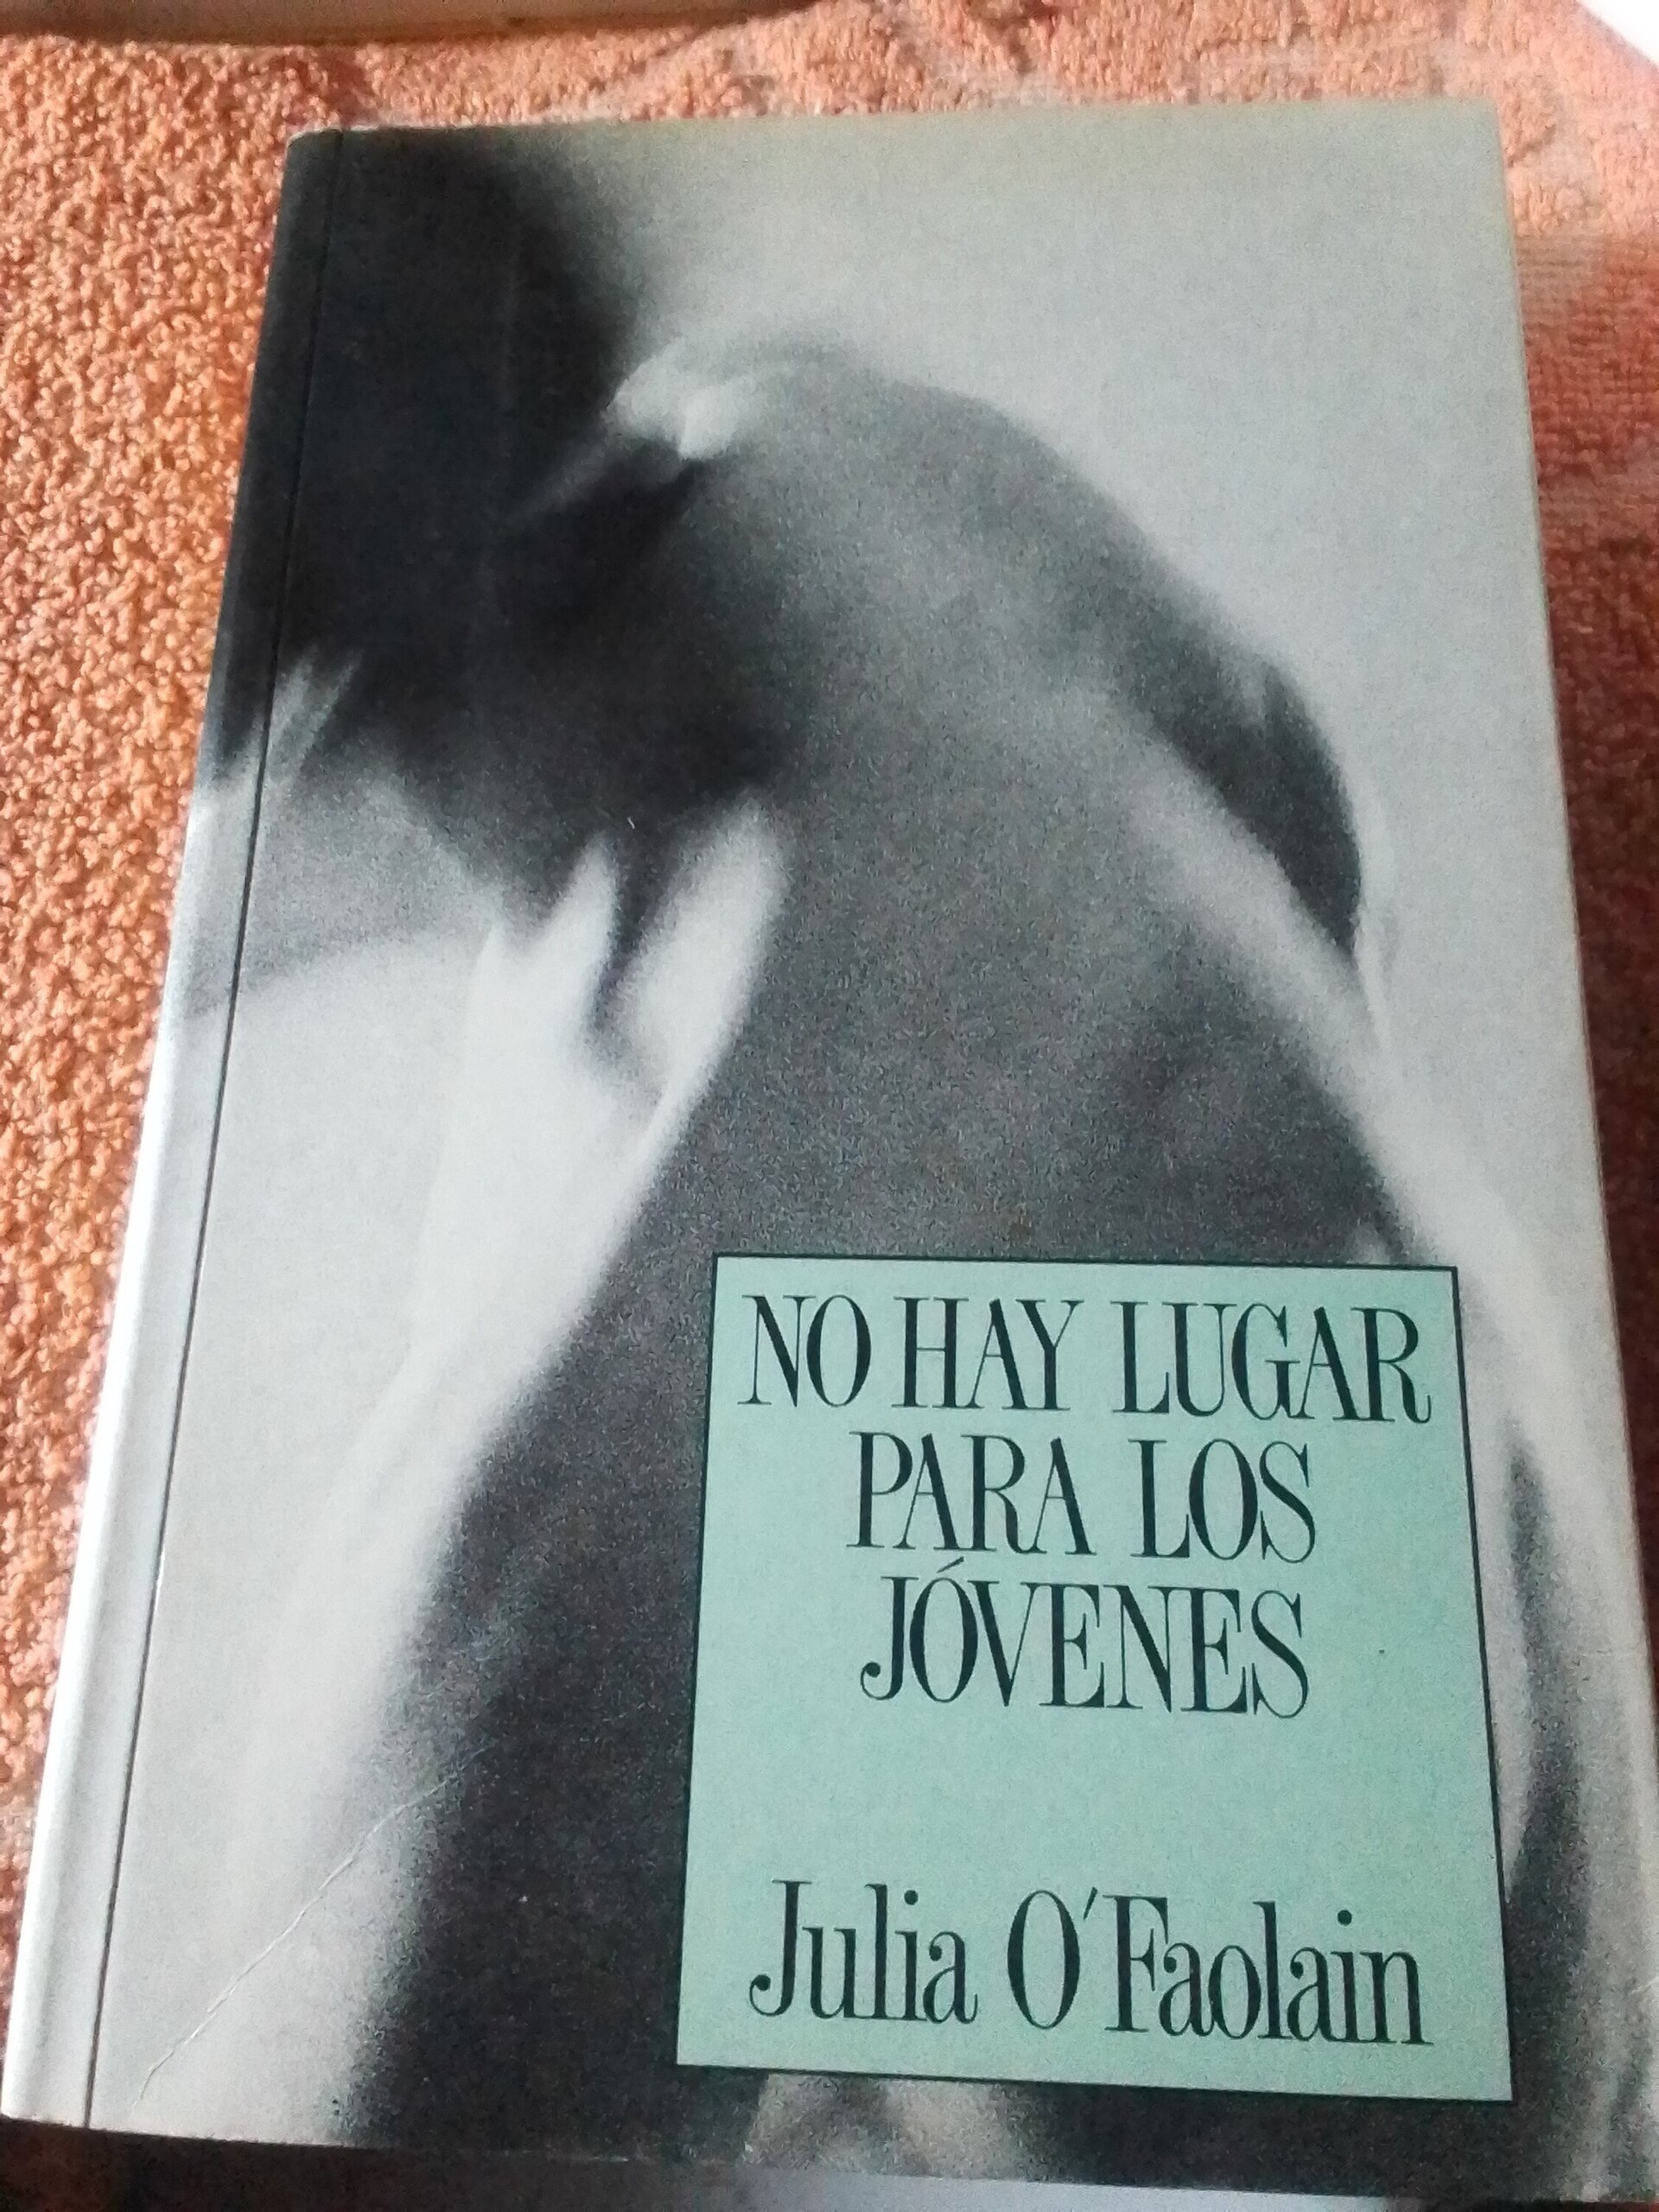 NO HAY LUGAR
PARA LOS
JÓVENES
Julia O'Faolain